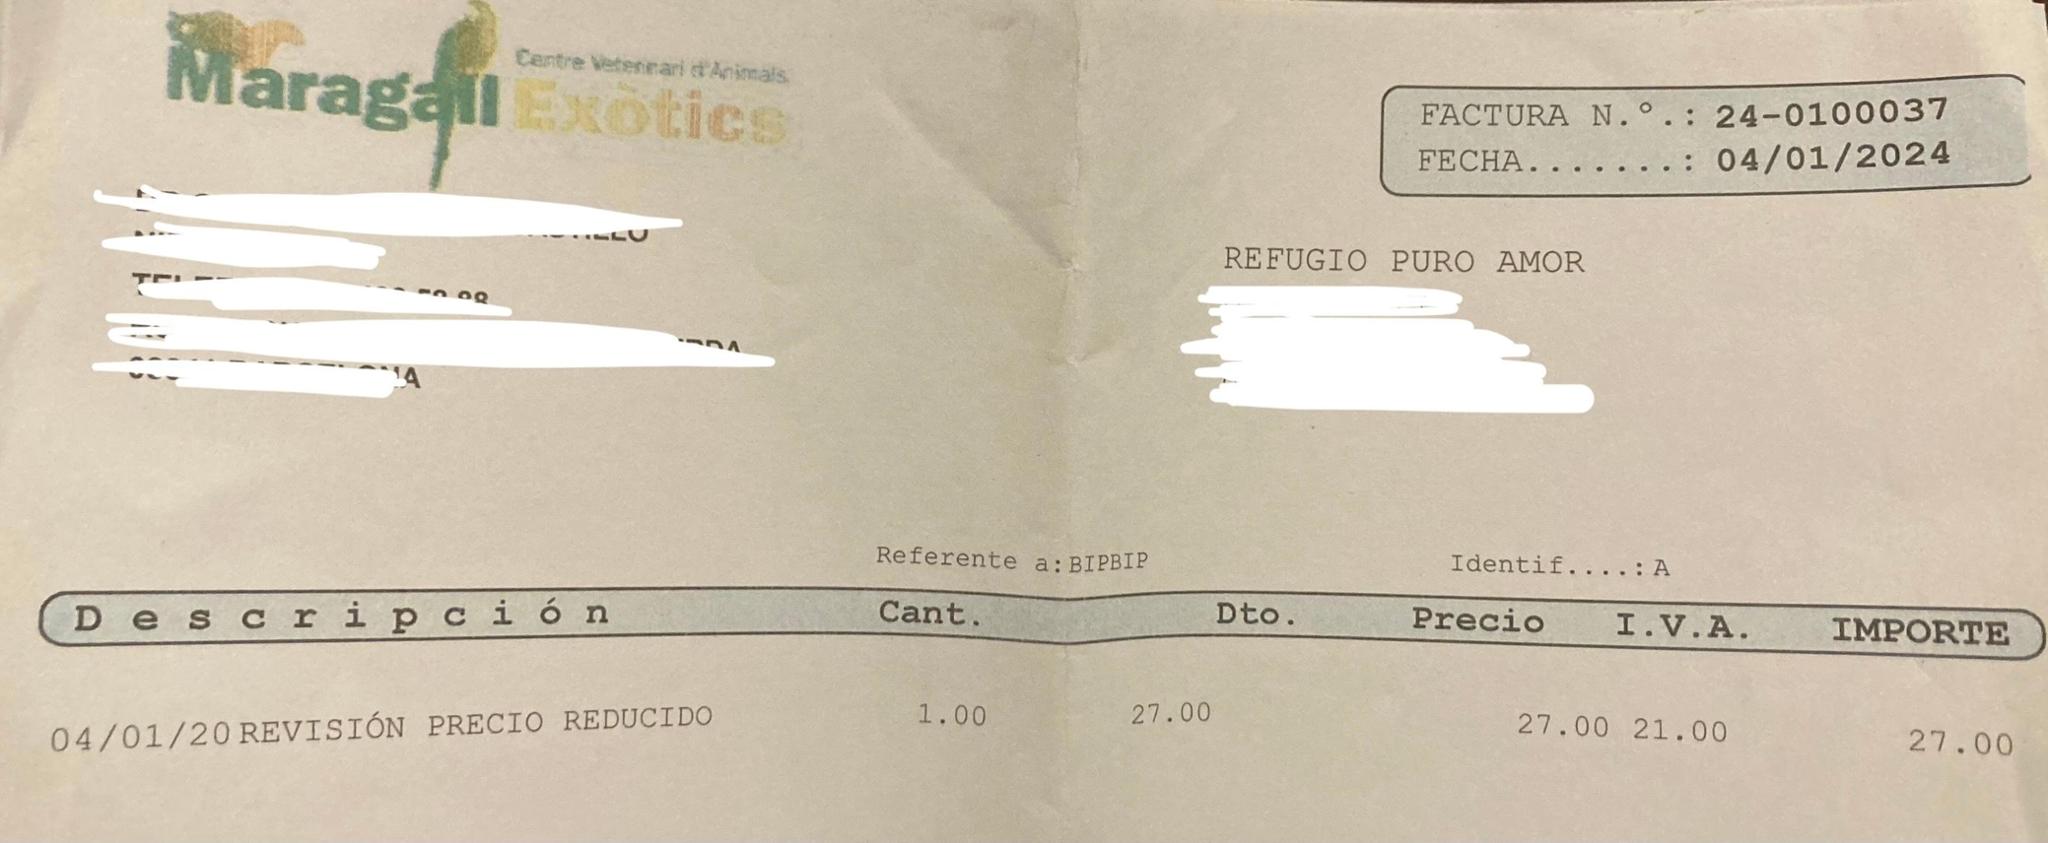 Maragall Centre Veterinari d'Animals
Exòtics
FACTURA N.º.: 24-0100037
FECHA.......: 04/01/2024
REFUGIO PURO AMOR
Referente a: BIPBIP Identif....: A
Descripción Cant. Dto. Precio I.V.A. IMPORTE
04/01/20 REVISIÓN PRECIO REDUCIDO 1.00 27.00 27.00 21.00 27.00